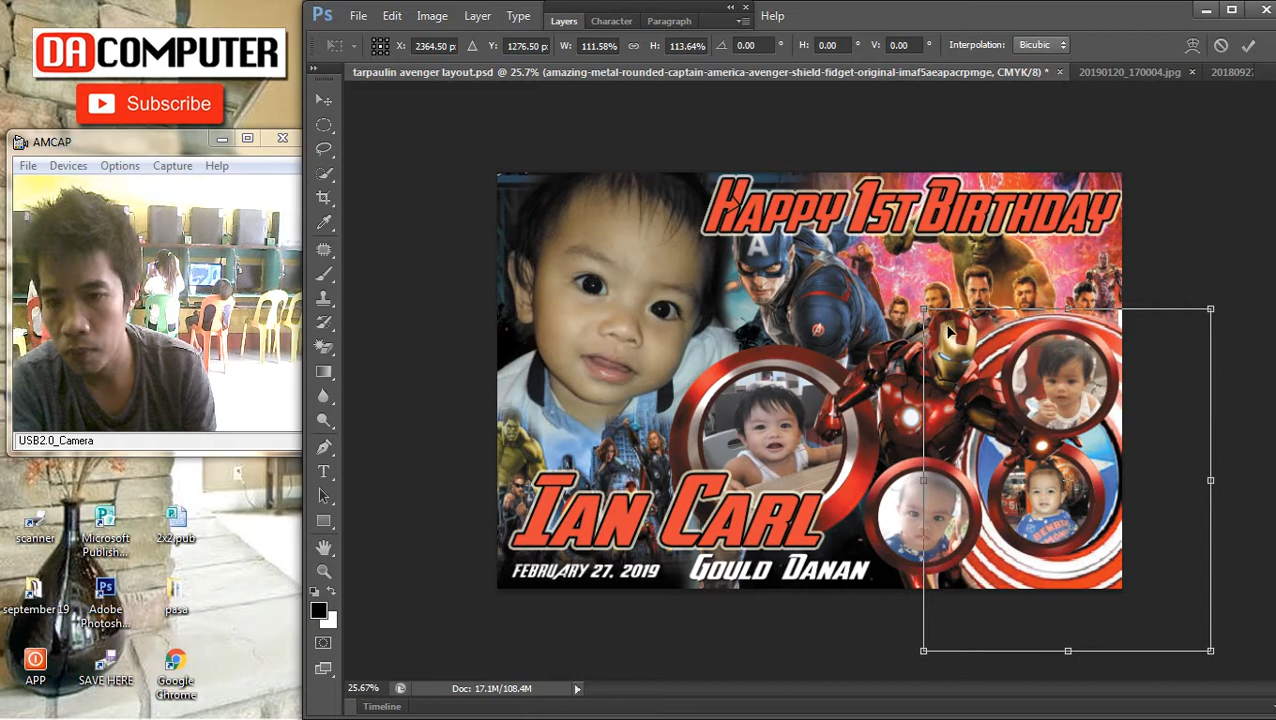 DA COMPUTER
Subscribe
AMCAP
File Devices Options Capture Help
USB2.0_Camera
scanner
Microsoft Publish...
2x2.pub
september 19
Adobe Photosh...
pasa
APP
SAVE HERE
Google Chrome
Ps File Edit Image Layer Type Help
Layers Character Paragraph
X: 2364.50 p: Y: 1276.50 p: W: 111.58% H: 113.64% 0.00 ° H: 0.00 ° V: 0.00 ° Interpolation: Bicubic
tarpaulin avenger layout.psd @ 25.7% (amazing-metal-rounded-captain-america-avenger-shield-fidget-original-imaf5aeapacrpmge, CMYK/8) * × 20190120_170004.jpg × 2018092
HAPPY 1ST BIRTHDAY
A
IAN CARL
FEBRUARY 27, 2019 GOULD DANAN
25.67% Doc: 17.1M/108.4M
Timeline